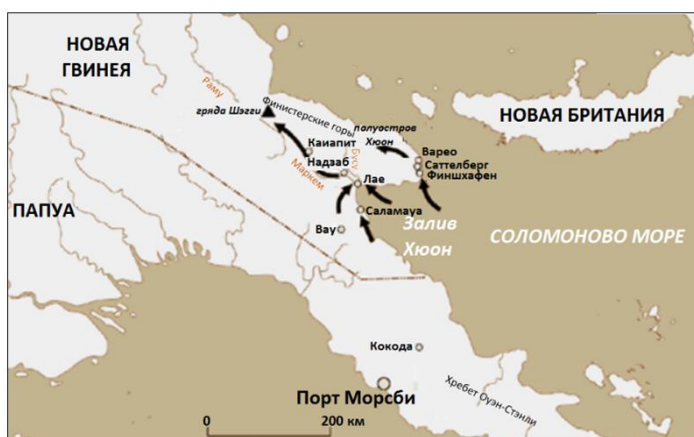 НОВАЯ
ГВИНЕЯ
Раму
гряда Шэгги
Финистерские горы
полуостров
Хюон
НОВАЯ БРИТАНИЯ
Каиапит
Надзаб
Бусу
Варео
Саттелберг
Финшхафен
Маркем
Лае
ПАПУА
Саламауа
Вау
Залив
Хюон
СОЛОМОНОВО МОРЕ
Кокода
Порт Морсби
Хребет Оуэн-Стэнли
0
200 км